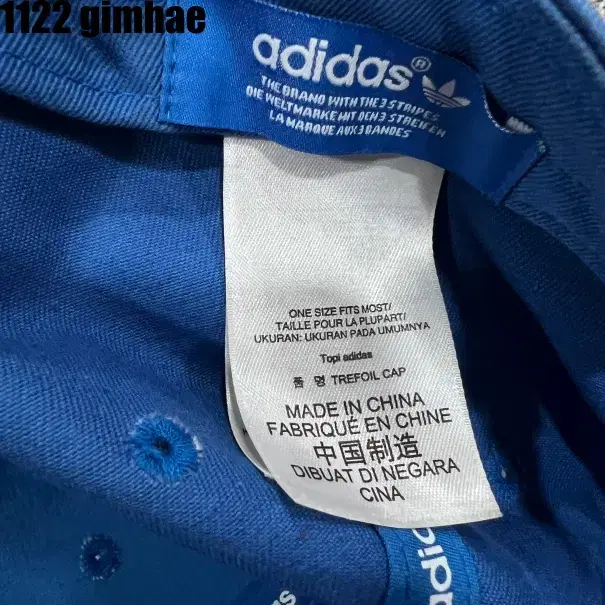 1122 gimhae
adidas®
THE BRAND WITH THE 3 STRIPES
DIE WELTMARKE MIT DEN 3 STREIFEN
LA MARQUE AUX 3 BANDES
ONE SIZE FITS MOST/
TAILLE POUR LA PLUPART/
UKURAN: UKURAN PADA UMUMNYA
Topi adidas
품 명 TREFOIL CAP
MADE IN CHINA
FABRIQUÉ EN CHINE
中国制造
DIBUAT DI NEGARA
CINA
adidas